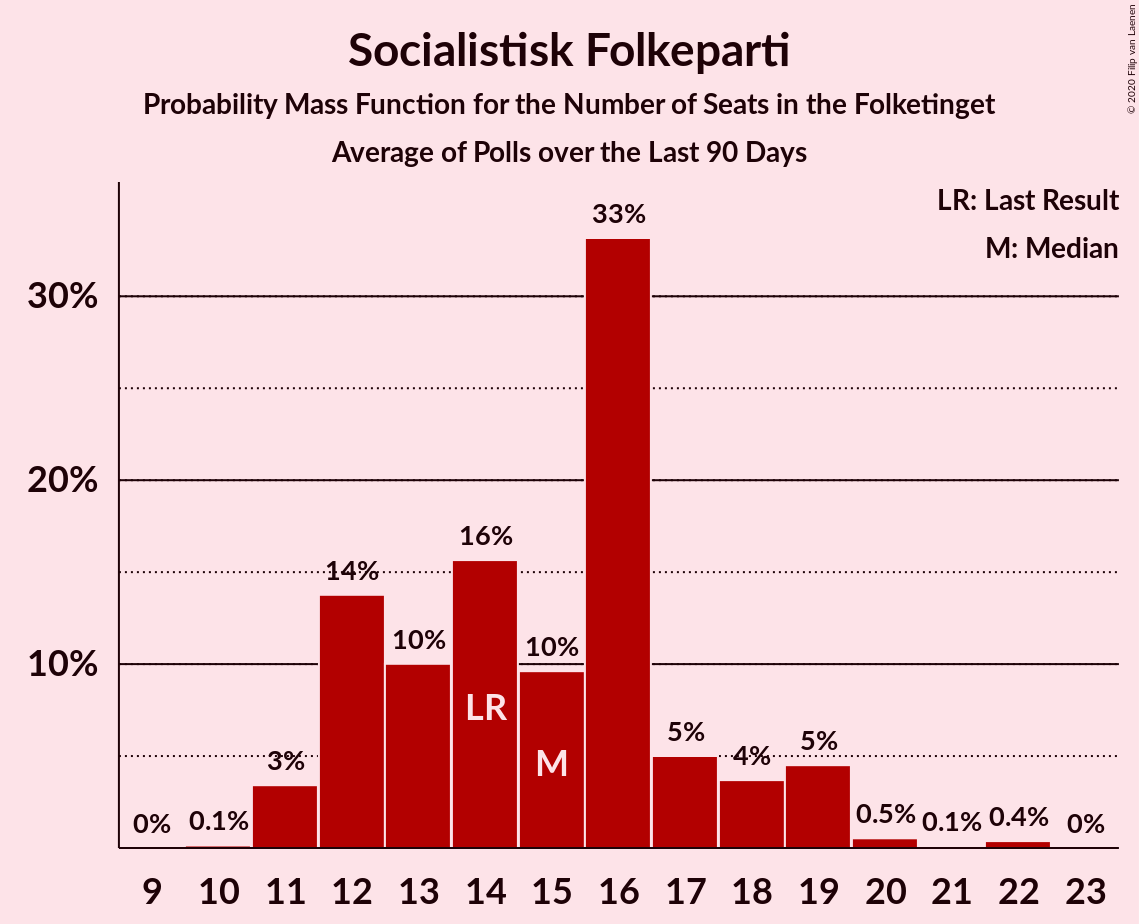 Socialistisk Folkeparti
Probability Mass Function for the Number of Seats in the Folketinget
Average of Polls over the Last 90 Days
© 2020 Filip van Laenen
LR: Last Result
M: Median
30%
20%
10%
0%
0.1%
3%
14%
10%
16%
10%
33%
5%
4%
5%
0.5%
0.1%
0.4%
0%
LR
M
9 10 11 12 13 14 15 16 17 18 19 20 21 22 23